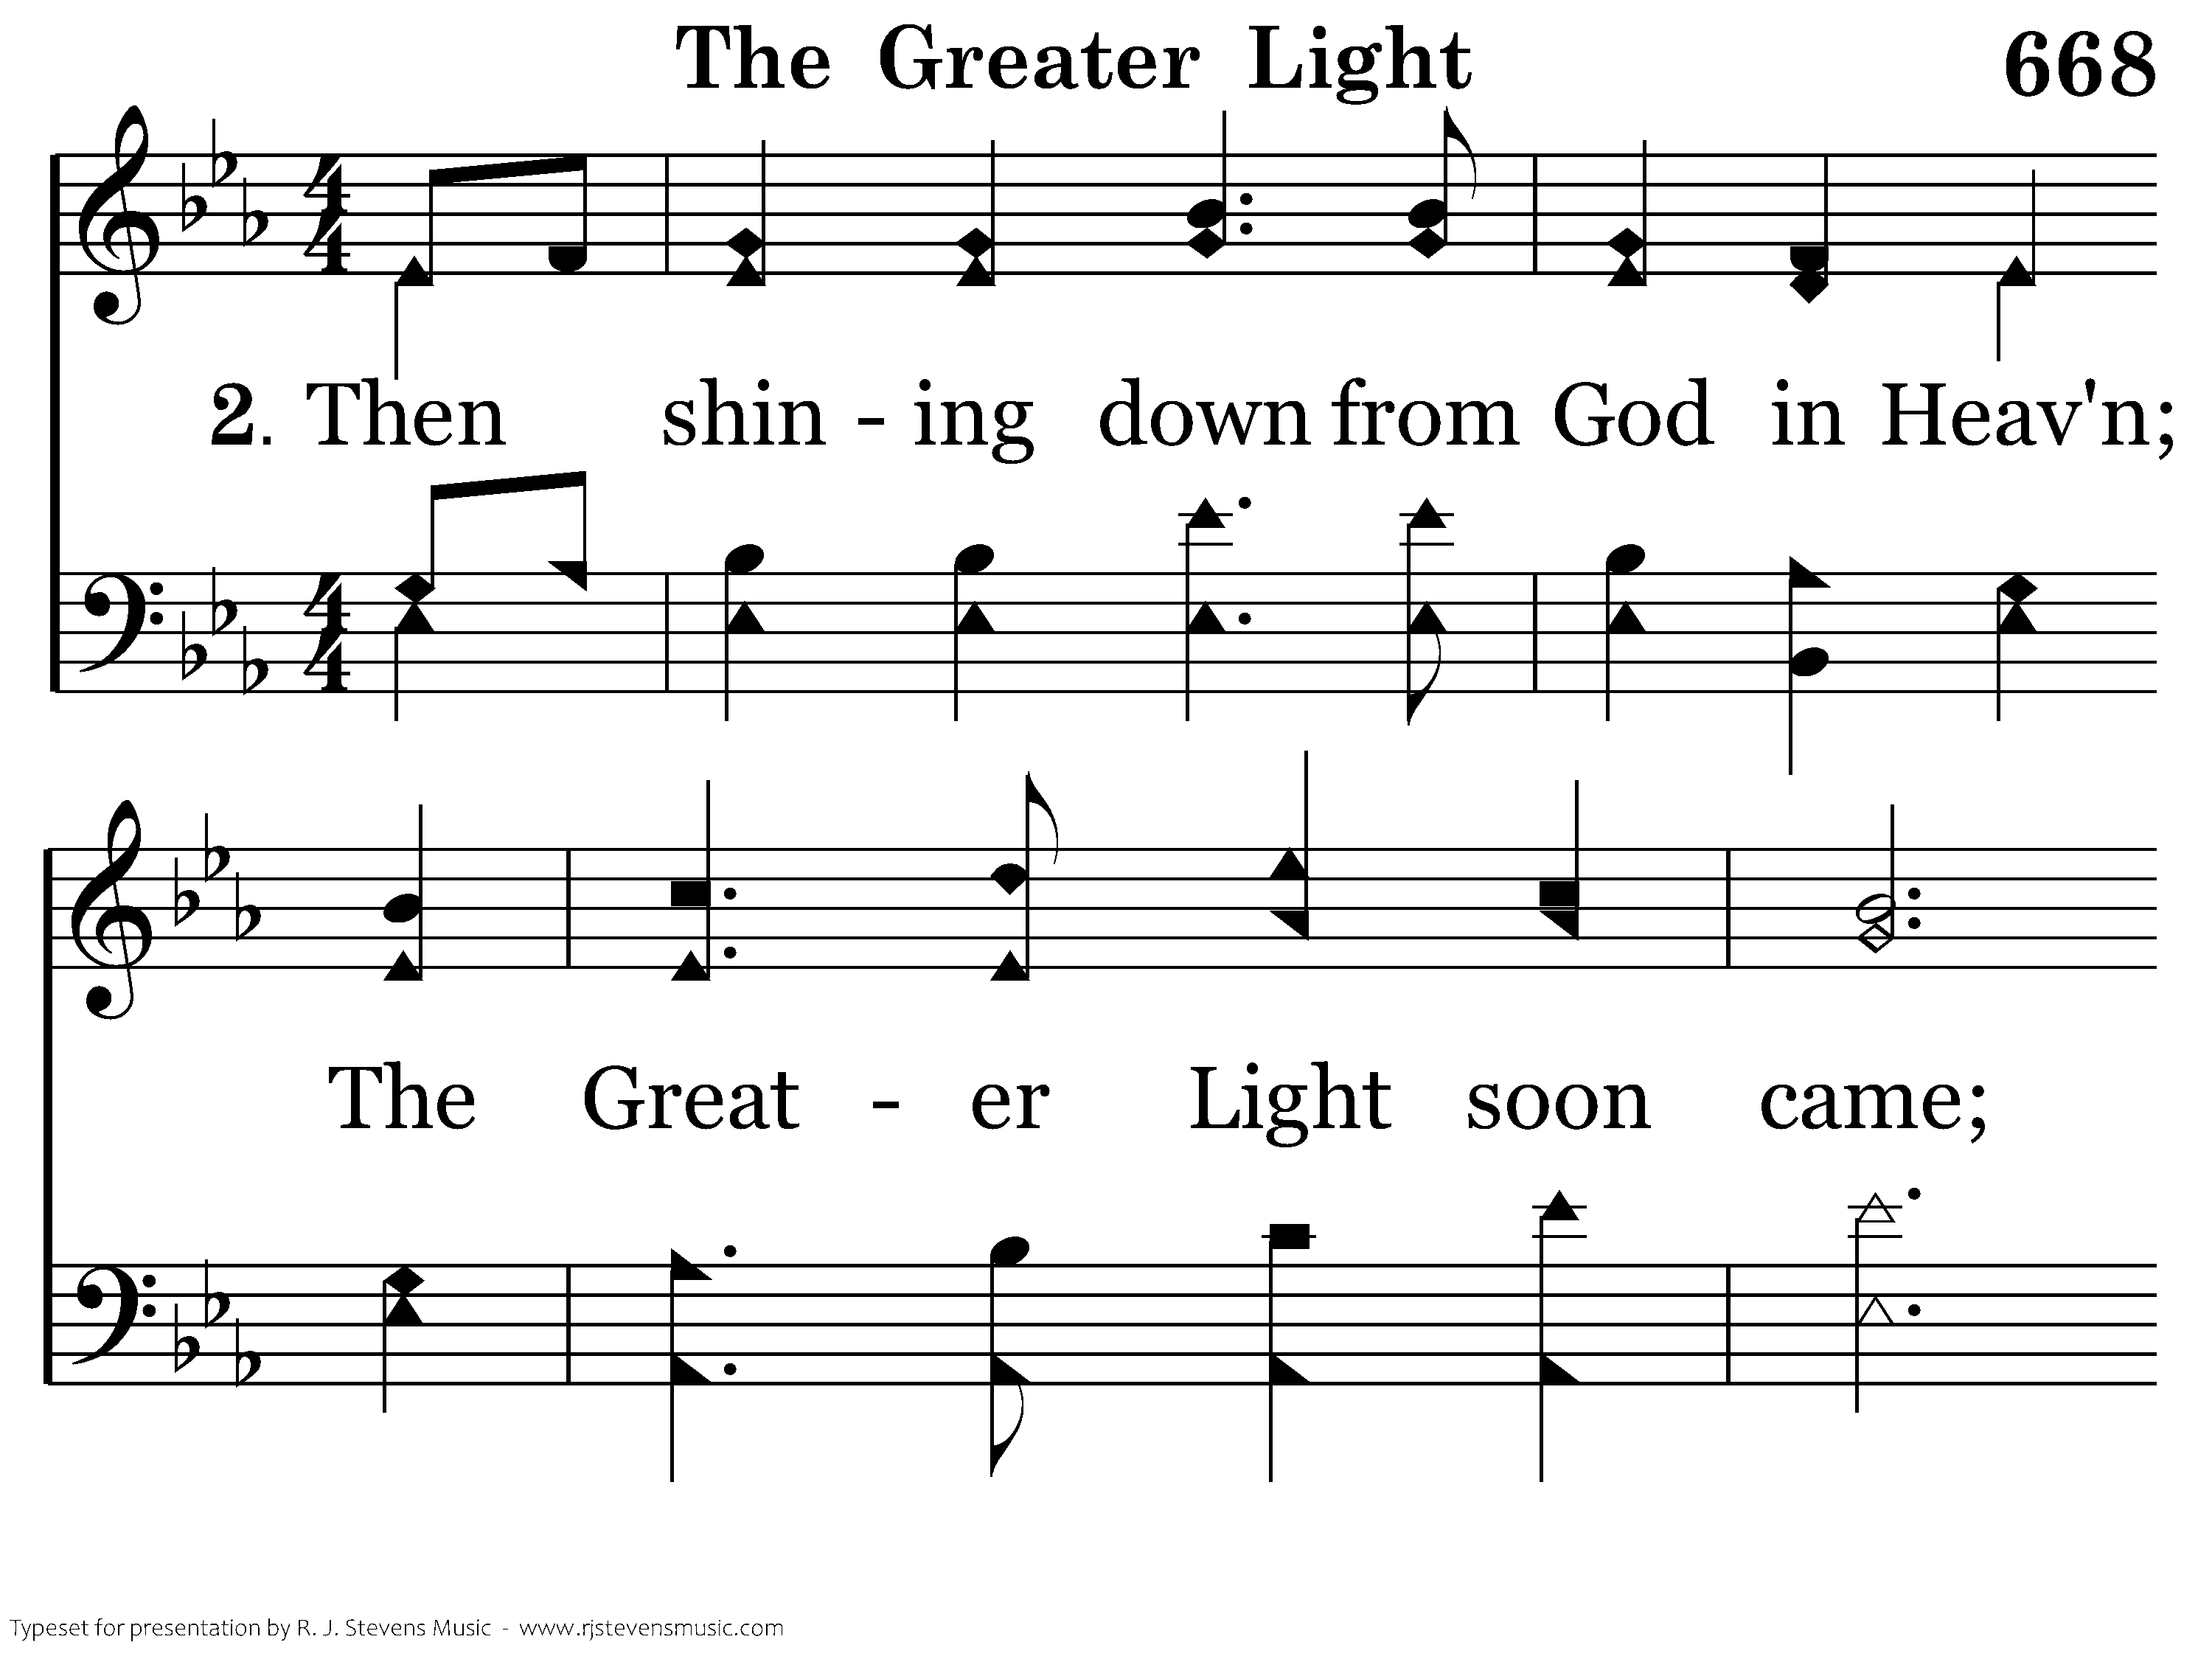 The Greater Light 668
2. Then shin - ing down from God in Heav'n;
The Great - er Light soon came;
Typeset for presentation by R. J. Stevens Music - www.rjstevensmusic.com